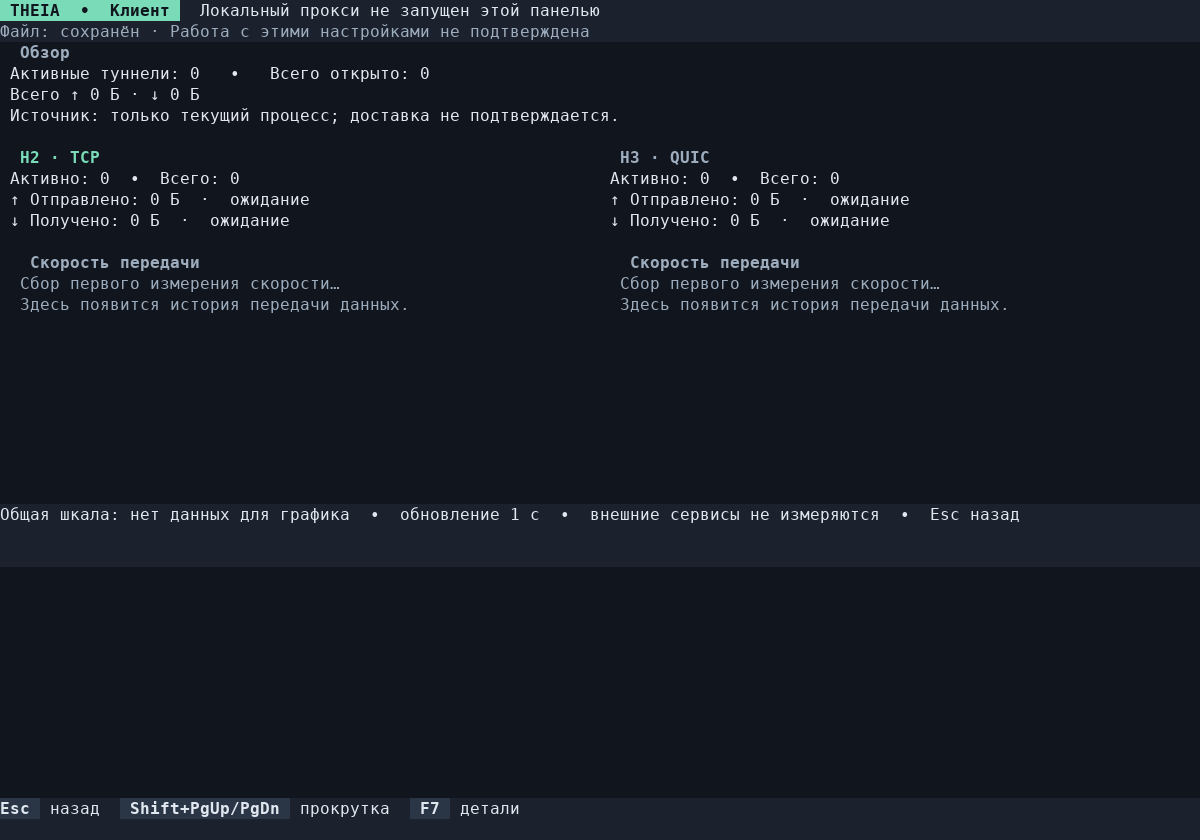 THEIA • Клиент Локальный прокси не запущен этой панелью
Файл: сохранён · Работа с этими настройками не подтверждена
Обзор
Активные туннели: 0 • Всего открыто: 0
Всего ↑ 0 Б · ↓ 0 Б
Источник: только текущий процесс; доставка не подтверждается.
H2 · TCP H3 · QUIC
Активно: 0 • Всего: 0 Активно: 0 • Всего: 0
↑ Отправлено: 0 Б · ожидание ↑ Отправлено: 0 Б · ожидание
↓ Получено: 0 Б · ожидание ↓ Получено: 0 Б · ожидание
Скорость передачи Скорость передачи
Сбор первого измерения скорости… Сбор первого измерения скорости…
Здесь появится история передачи данных. Здесь появится история передачи данных.
Общая шкала: нет данных для графика • обновление 1 с • внешние сервисы не измеряются • Esc назад
Esc назад Shift+PgUp/PgDn прокрутка F7 детали